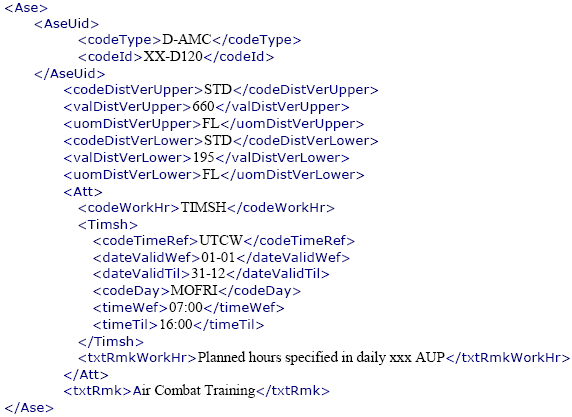 <Ase>
<AseUid>
<codeType>D-AMC</codeType>
<codeId>XX-D120</codeId>
</AseUid>
<codeDistVerUpper>STD</codeDistVerUpper>
<valDistVerUpper>660</valDistVerUpper>
<uomDistVerUpper>FL</uomDistVerUpper>
<codeDistVerLower>STD</codeDistVerLower>
<valDistVerLower>195</valDistVerLower>
<uomDistVerLower>FL</uomDistVerLower>
<Att>
<codeWorkHr>TIMSH</codeWorkHr>
<Timsh>
<codeTimeRef>UTCW</codeTimeRef>
<dateValidWef>01-01</dateValidWef>
<dateValidTil>31-12</dateValidTil>
<codeDay>MOFRI</codeDay>
<timeWef>07:00</timeWef>
<timeTil>16:00</timeTil>
</Timsh>
<txtRmkWorkHr>Planned hours specified in daily xxx AUP</txtRmkWorkHr>
</Att>
<txtRmk>Air Combat Training</txtRmk>
</Ase>